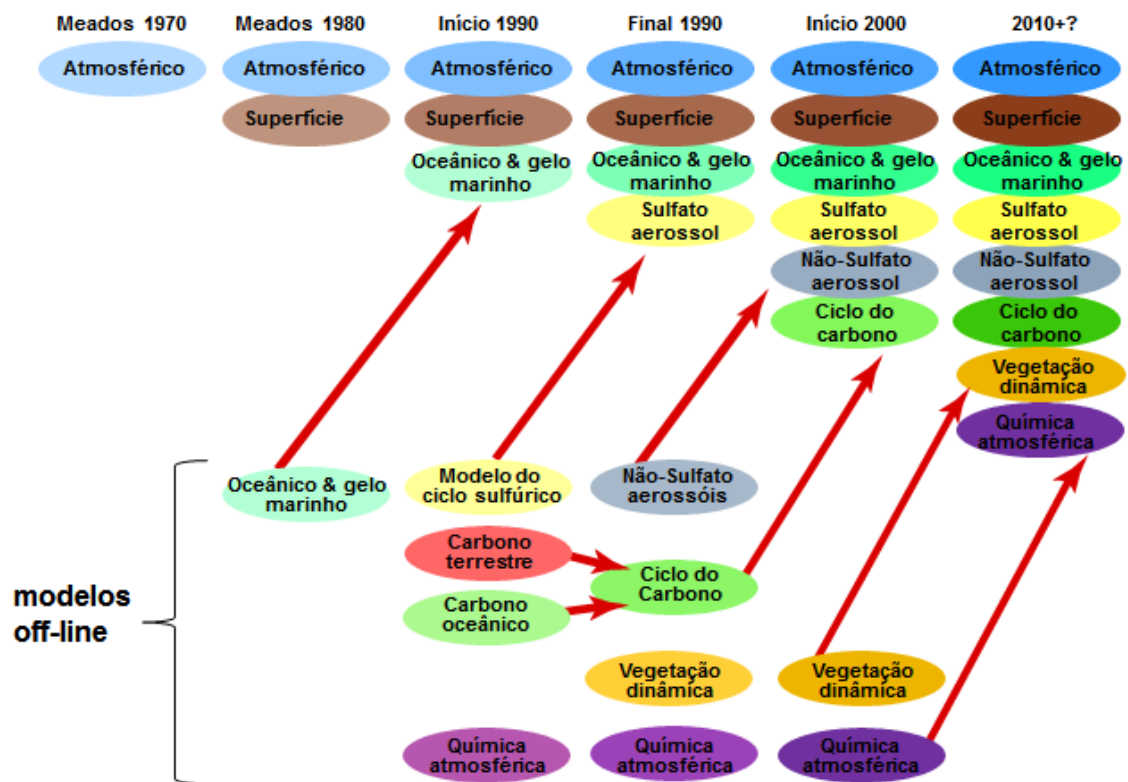 Meados 1970
Meados 1980
Início 1990
Final 1990
Início 2000
2010+?
Atmosférico
Atmosférico
Atmosférico
Atmosférico
Atmosférico
Atmosférico
Superfície
Superfície
Superfície
Superfície
Superfície
Oceânico & gelo
marinho
Oceânico & gelo
marinho
Oceânico & gelo
marinho
Oceânico & gelo
marinho
Sulfato
aerossol
Sulfato
aerossol
Sulfato
aerossol
Não-Sulfato
aerossol
Não-Sulfato
aerossol
Ciclo do
carbono
Ciclo do
carbono
Vegetação
dinâmica
Química
atmosférica
modelos
off-line
Oceânico & gelo
marinho
Modelo do
ciclo sulfúrico
Não-Sulfato
aerossóis
Carbono
terrestre
Ciclo do
Carbono
Carbono
oceânico
Vegetação
dinâmica
Vegetação
dinâmica
Química
atmosférica
Química
atmosférica
Química
atmosférica